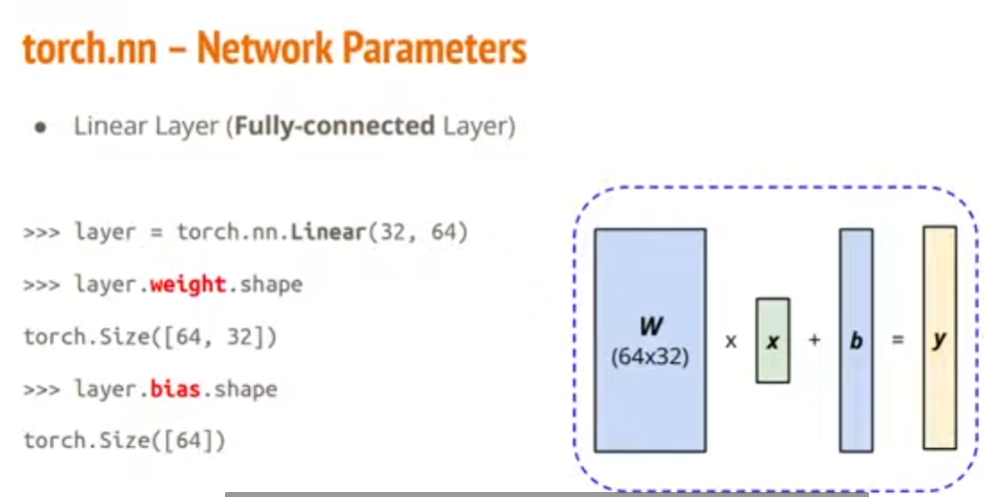 torch.nn – Network Parameters
● Linear Layer (Fully-connected Layer)
>>> layer = torch.nn.Linear(32, 64)
>>> layer.weight.shape
torch.Size([64, 32])
>>> layer.bias.shape
torch.Size([64])
W
(64x32)
x x + b = y